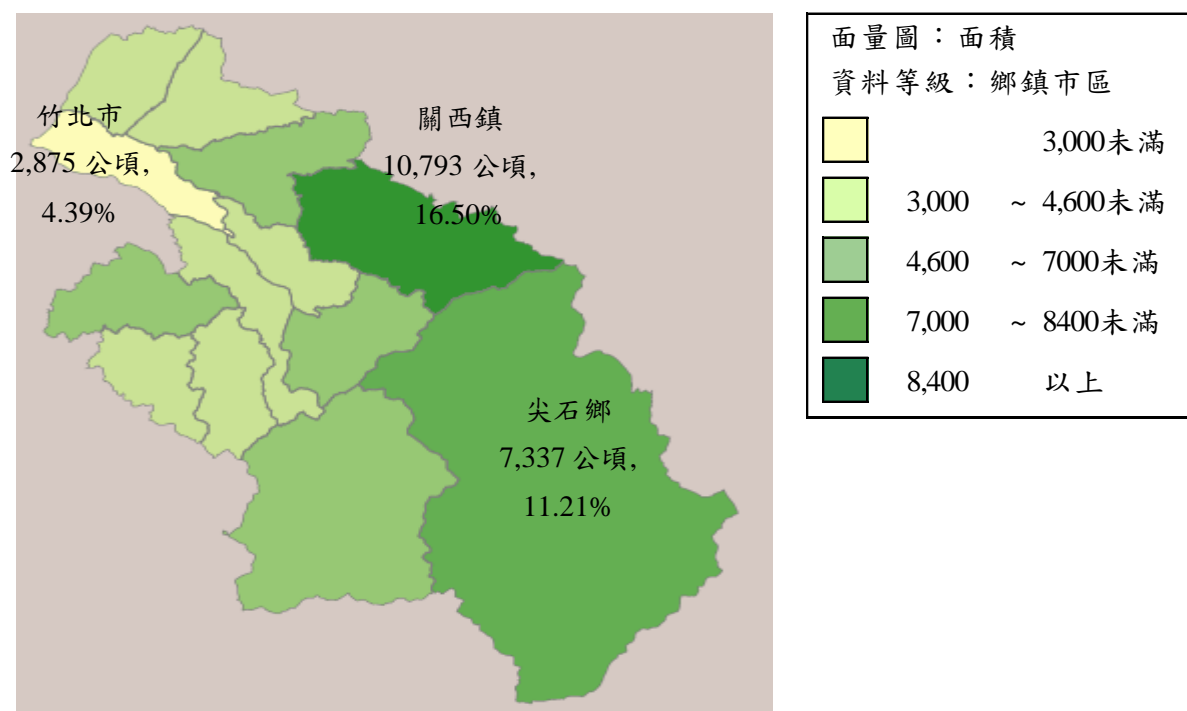 竹北市
2,875 公頃,
4.39%
關西鎮
10,793 公頃,
16.50%
尖石鄉
7,337 公頃,
11.21%
面量圖：面積
資料等級：鄉鎮市區
3,000未滿
3,000 ~ 4,600未滿
4,600 ~ 7000未滿
7,000 ~ 8400未滿
8,400 以上